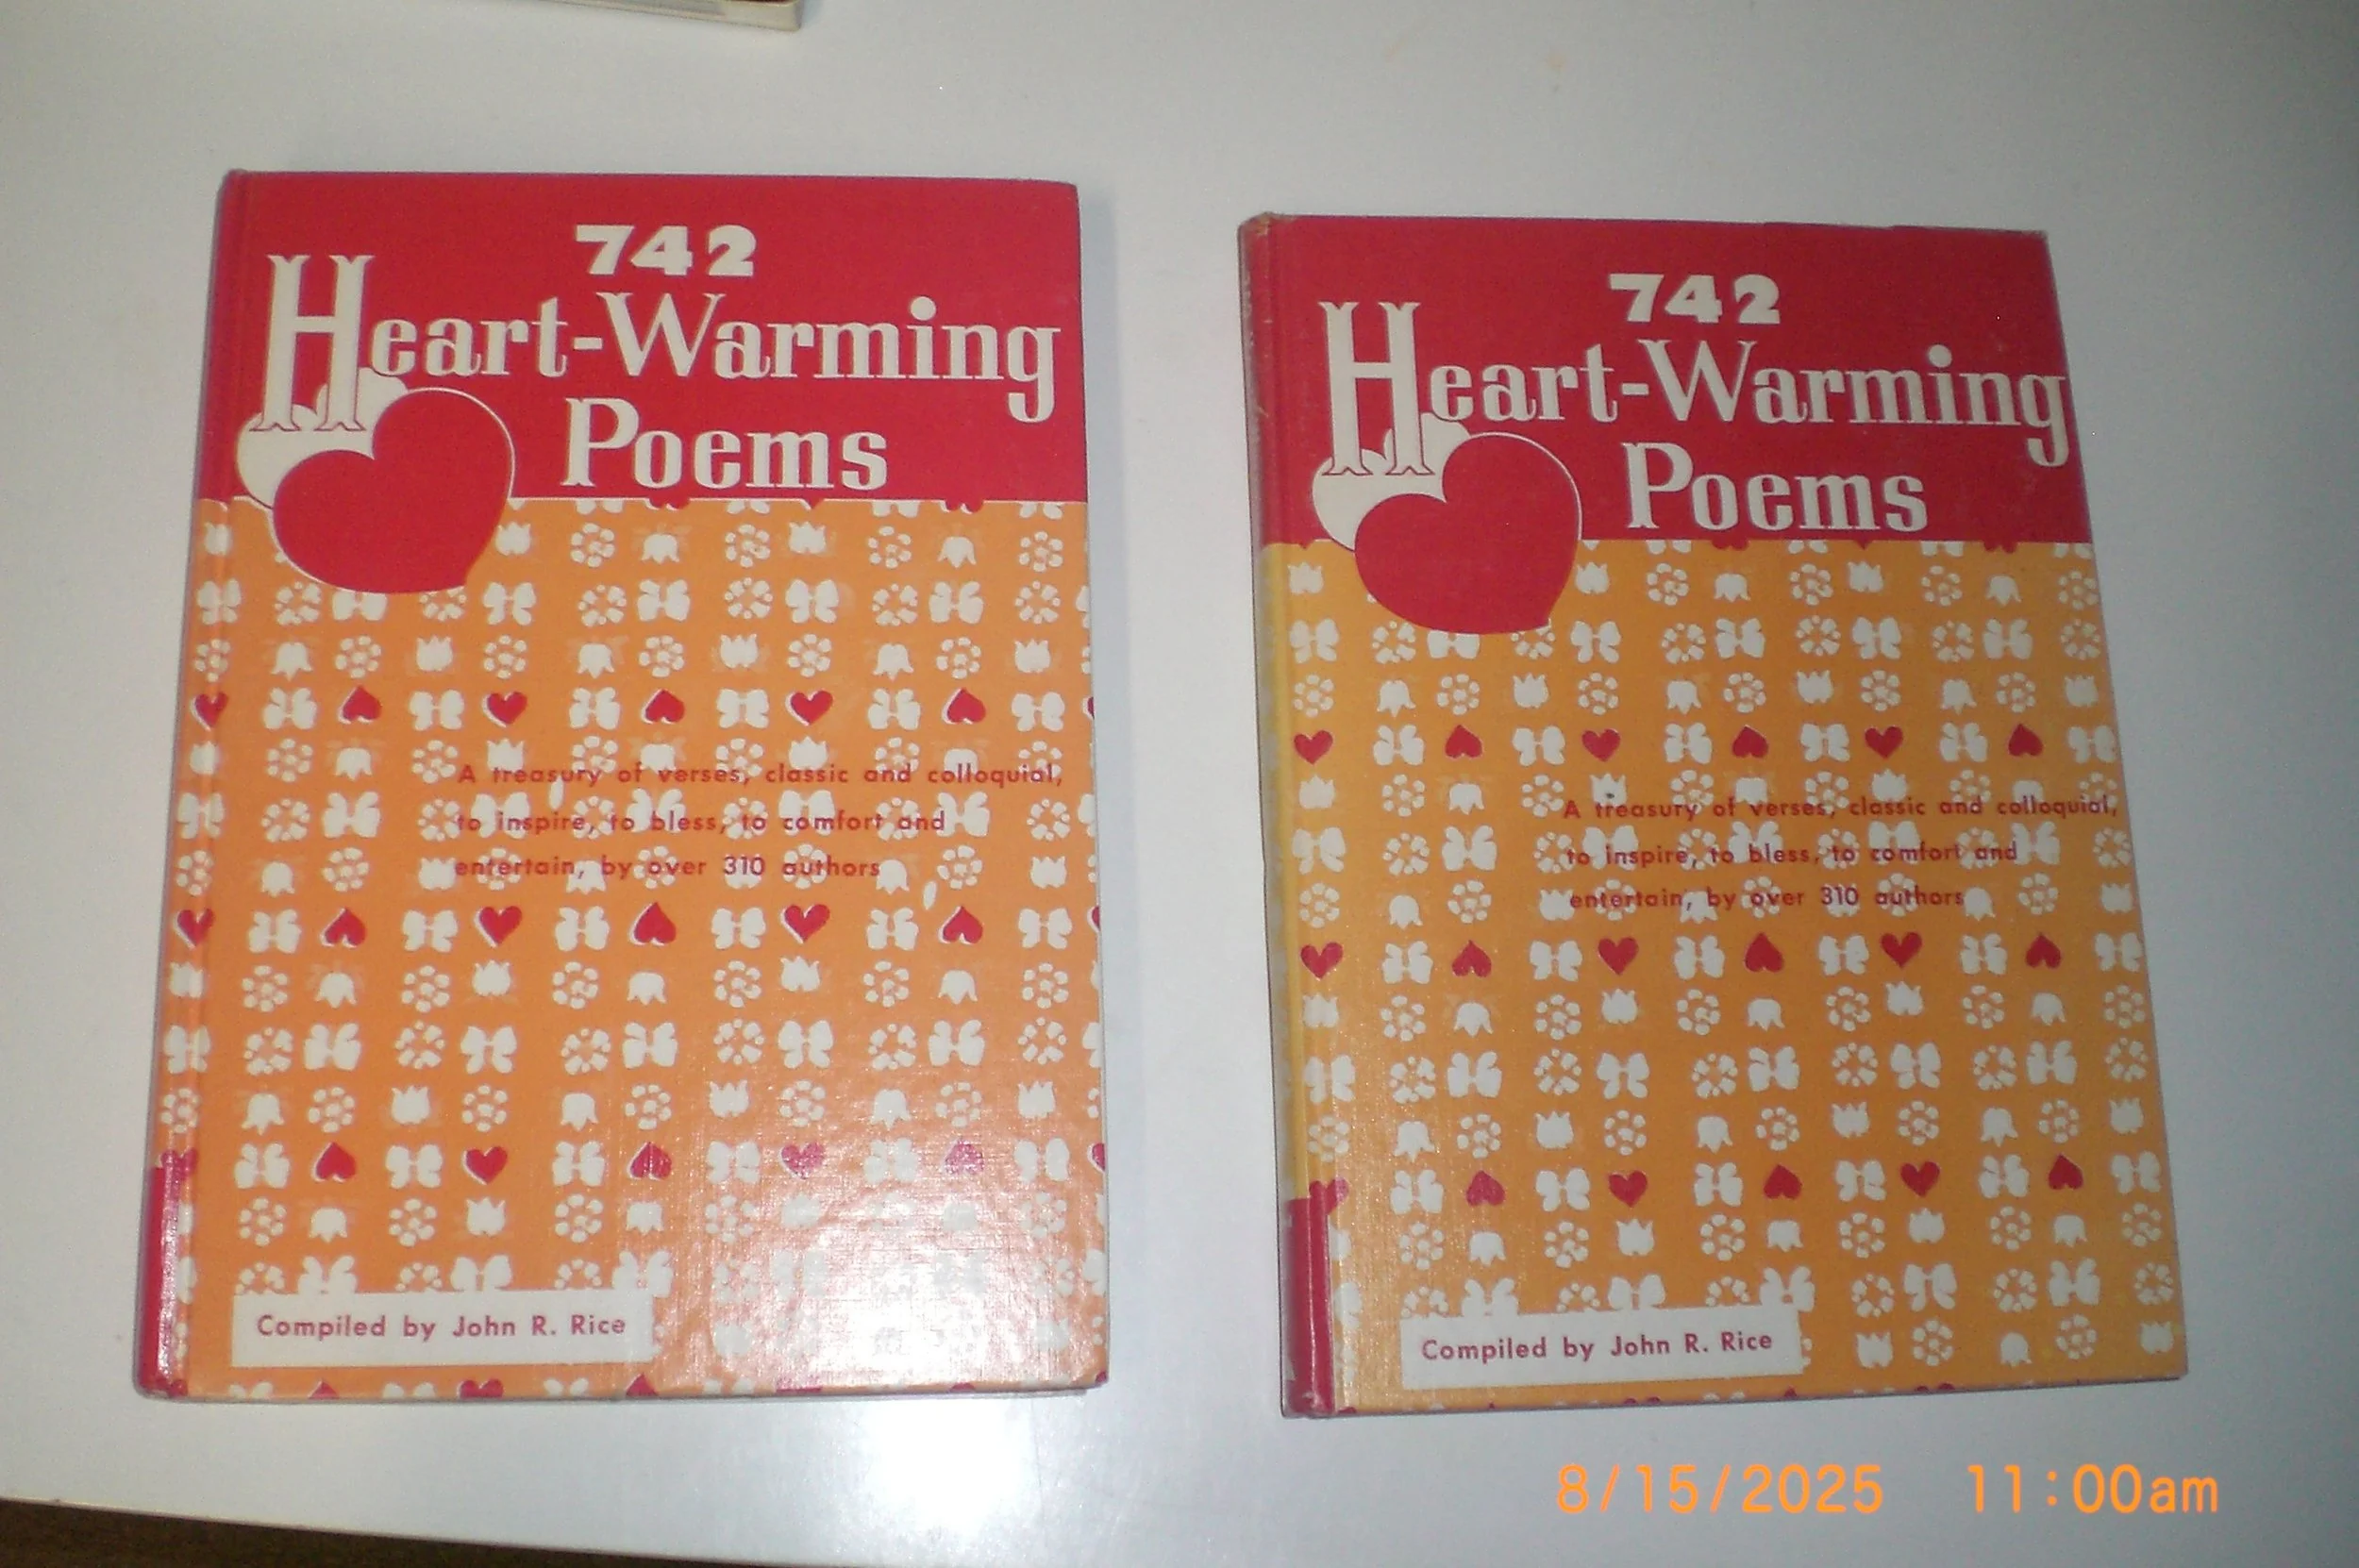 742
Heart-Warming
Poems
A treasury of verses, classic and colloquial,
to inspire, to bless, to comfort and
entertain, by over 310 authors
Compiled by John R. Rice
742
Heart-Warming
Poems
A treasury of verses, classic and colloquial,
to inspire, to bless, to comfort and
entertain, by over 310 authors
Compiled by John R. Rice
8/15/2025 11:00am